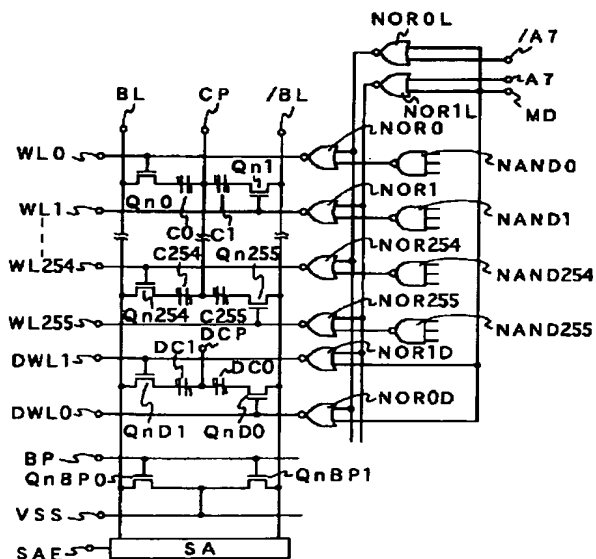 NOR0L
/A7
BL CP /BL
A7
NOR1L MD
NOR0
WL0
Qn1
NAND0
Qn0 NOR1
WL1 C0 C1
NAND1
C254 Qn255 NOR254
WL254
NAND254
Qn254 C255 NOR255
WL255 DCP
NAND255
DC1 DC0 NOR1D
DWL1
DWL0 NOR0D
QnD1 QnD0
BP
QnBP0 QnBP1
VSS
SAE SA